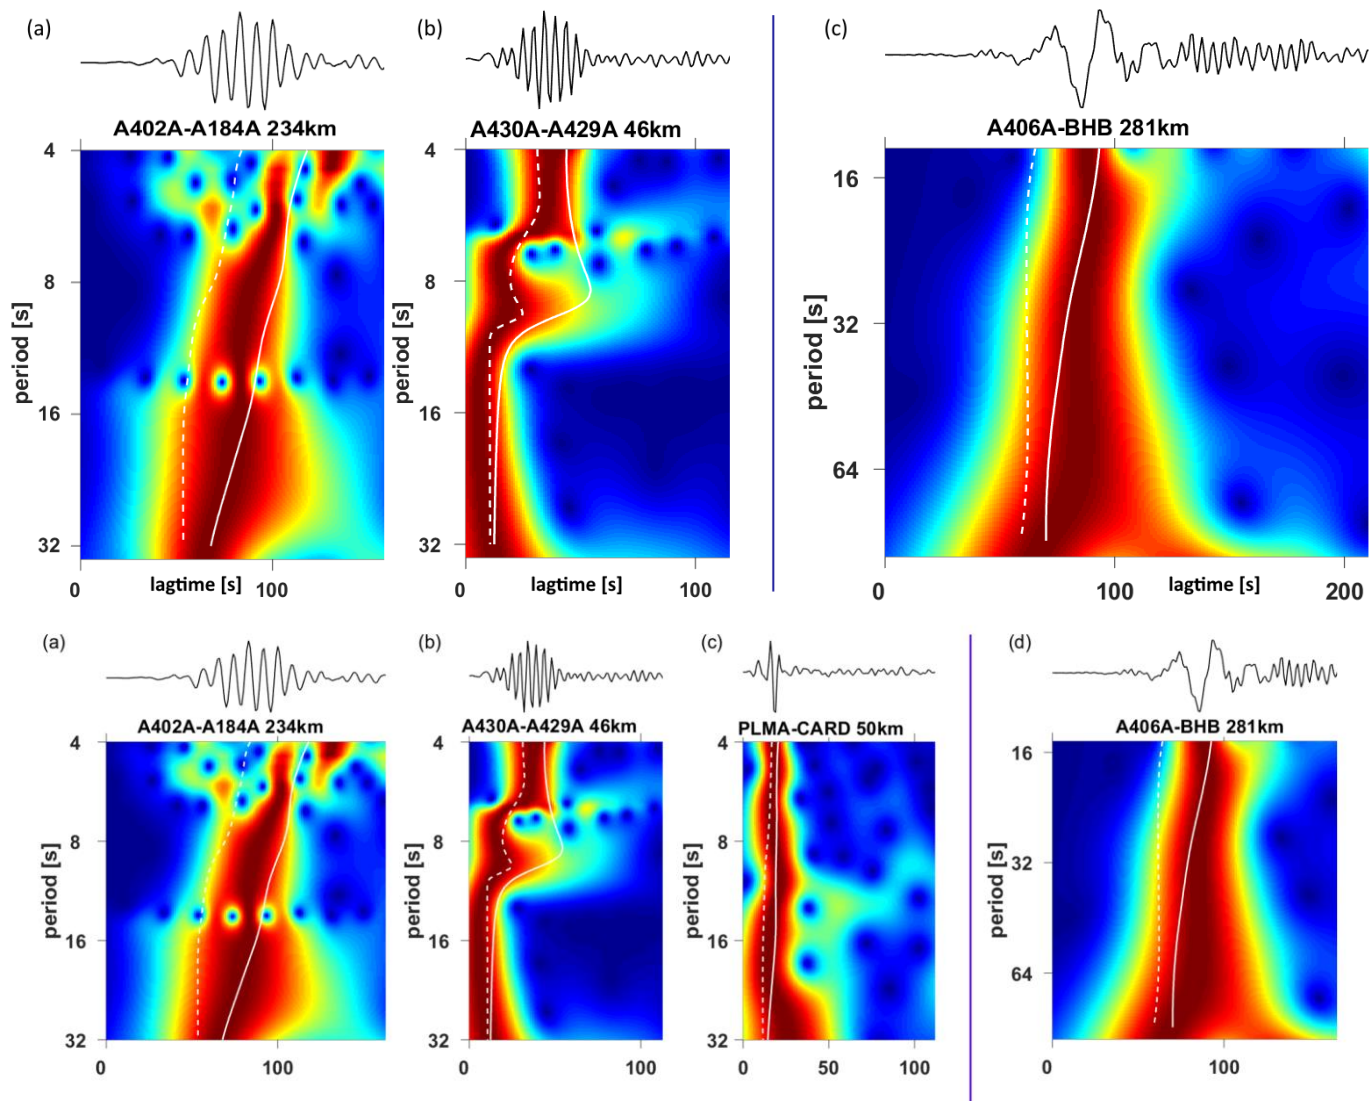 (a)
A402A-A184A 234km
period [s]
4
8
16
32
0
lagtime [s]
100
(b)
A430A-A429A 46km
period [s]
4
8
16
32
0
lagtime [s]
100
(c)
A406A-BHB 281km
period [s]
16
32
64
0
100
lagtime [s]
200
(a)
A402A-A184A 234km
period [s]
4
8
16
32
0
100
(b)
A430A-A429A 46km
period [s]
4
8
16
32
0
100
(c)
PLMA-CARD 50km
period [s]
4
8
16
32
0
50
100
(d)
A406A-BHB 281km
period [s]
16
32
64
0
100